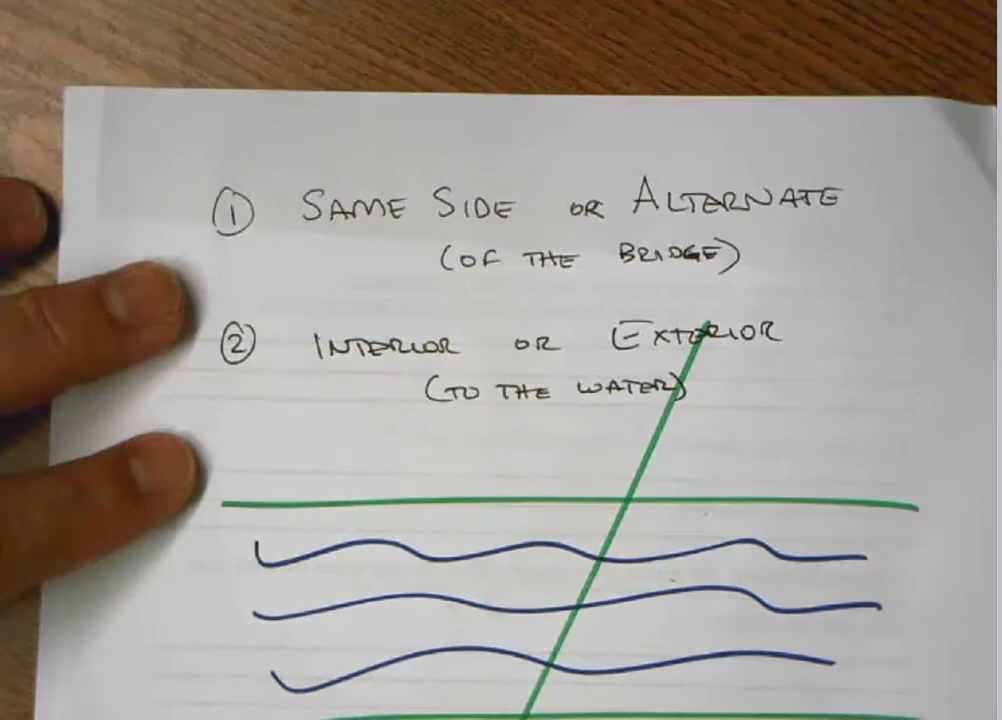 ① SAME SIDE OR ALTERNATE
(OF THE BRIDGE)
② INTERIOR OR EXTERIOR
(TO THE WATER)